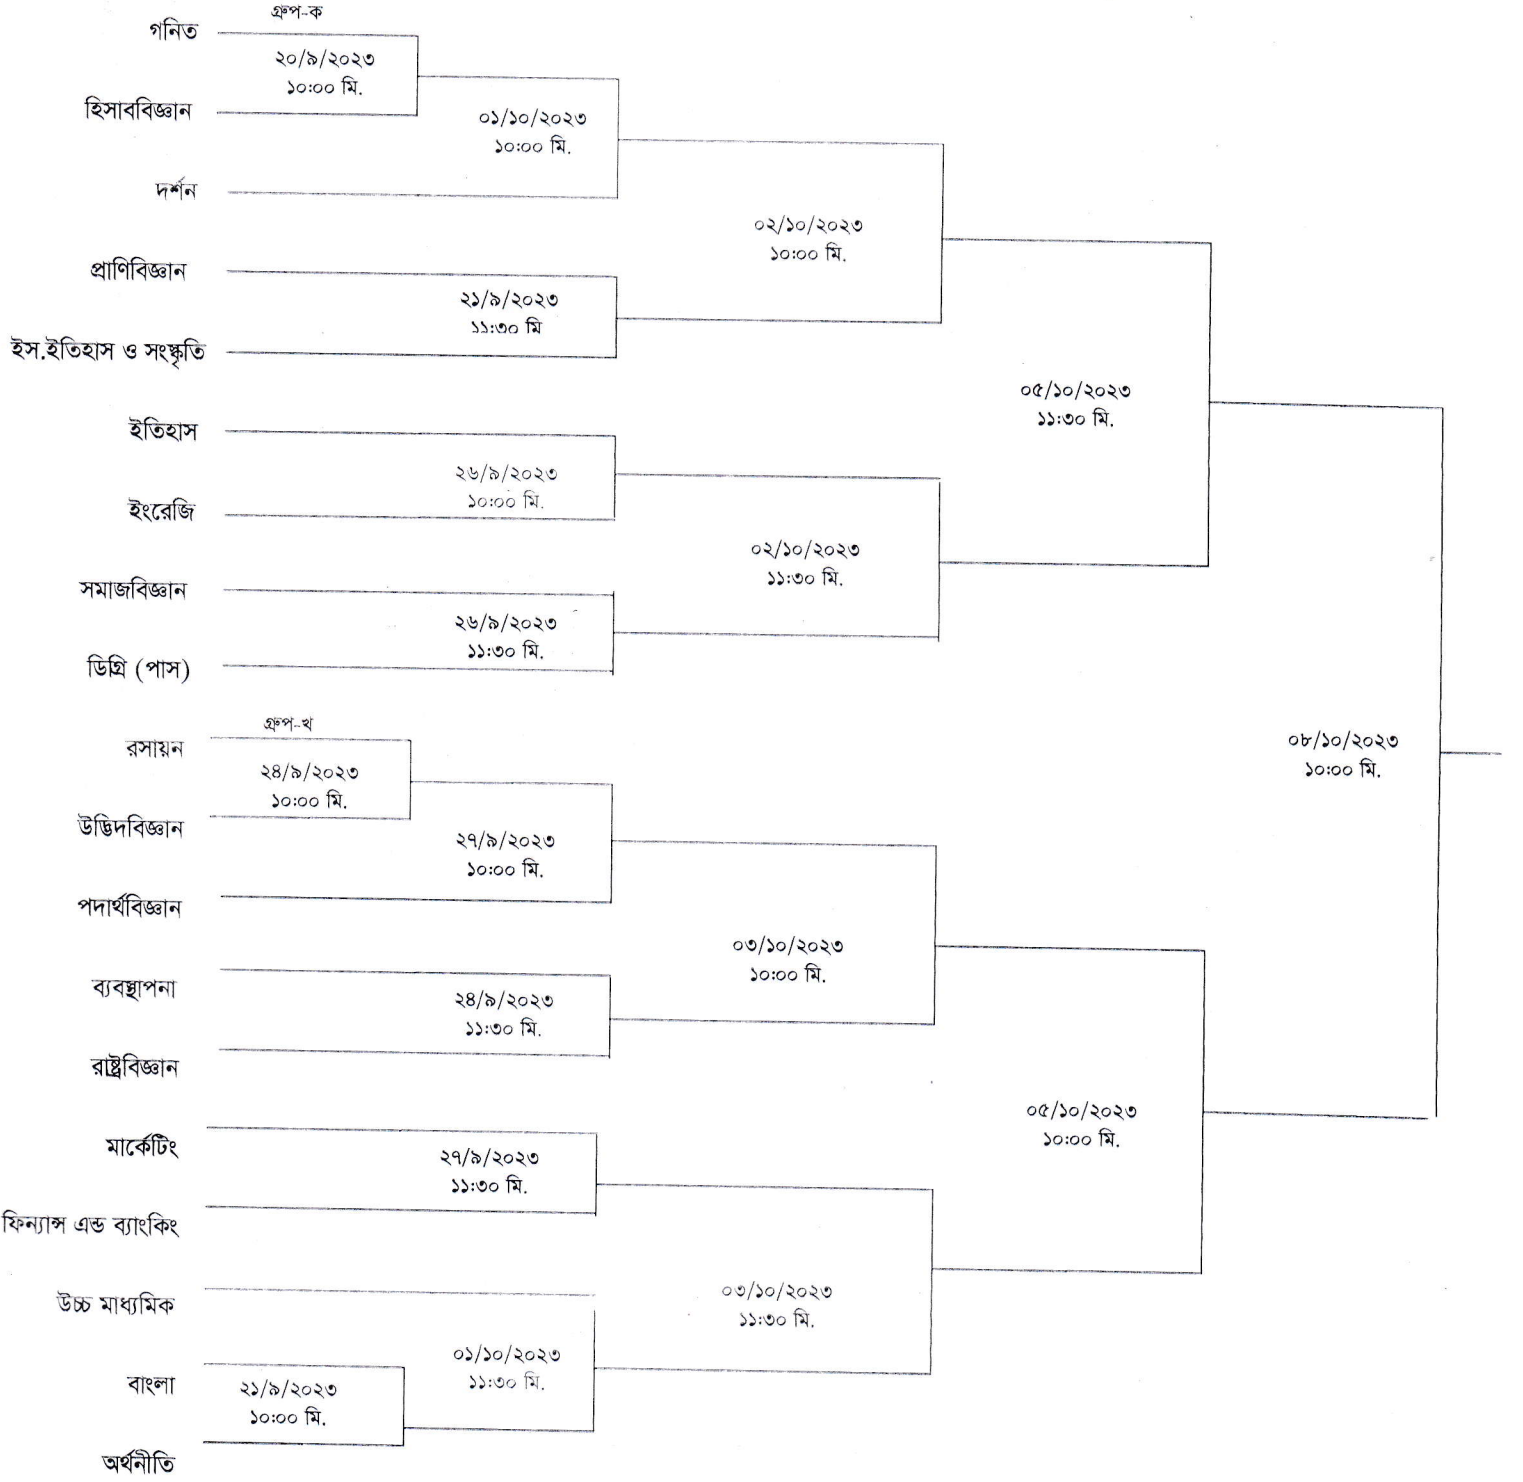 গ্রুপ-ক
গনিত
২০/৯/২০২৩
১০:০০ মি.
হিসাববিজ্ঞান
০১/১০/২০২৩
১০:০০ মি.
দর্শন
০২/১০/২০২৩
১০:০০ মি.
প্রাণিবিজ্ঞান
২১/৯/২০২৩
১১:৩০ মি
ইস.ইতিহাস ও সংস্কৃতি
০৫/১০/২০২৩
১১:৩০ মি.
ইতিহাস
২৬/৯/২০২৩
১০:০০ মি.
ইংরেজি
০২/১০/২০২৩
১১:৩০ মি.
সমাজবিজ্ঞান
২৬/৯/২০২৩
১১:৩০ মি.
ডিগ্রি (পাস)
গ্রুপ-খ
রসায়ন
০৮/১০/২০২৩
১০:০০ মি.
২৪/৯/২০২৩
১০:০০ মি.
উদ্ভিদবিজ্ঞান
২৭/৯/২০২৩
১০:০০ মি.
পদার্থবিজ্ঞান
০৩/১০/২০২৩
১০:০০ মি.
ব্যবস্থাপনা
২৪/৯/২০২৩
১১:৩০ মি.
রাষ্ট্রবিজ্ঞান
০৫/১০/২০২৩
১০:০০ মি.
মার্কেটিং
২৭/৯/২০২৩
১১:৩০ মি.
ফিন্যান্স এন্ড ব্যাংকিং
০৩/১০/২০২৩
১১:৩০ মি.
উচ্চ মাধ্যমিক
০১/১০/২০২৩
১১:৩০ মি.
বাংলা
২১/৯/২০২৩
১০:০০ মি.
অর্থনীতি